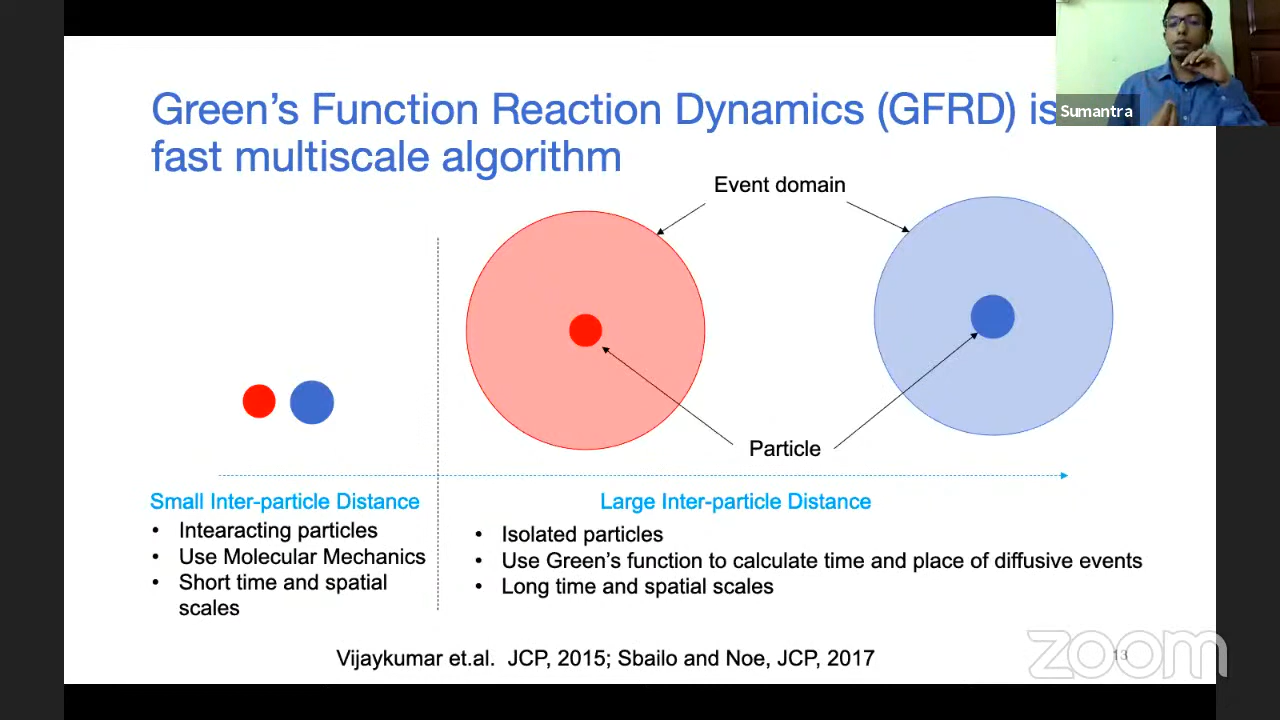 Green's Function Reaction Dynamics (GFRD) is
fast multiscale algorithm
Sumantra
Event domain
Particle
Small Inter-particle Distance
• Intearacting particles
• Use Molecular Mechanics
• Short time and spatial
scales
Large Inter-particle Distance
• Isolated particles
• Use Green's function to calculate time and place of diffusive events
• Long time and spatial scales
Vijaykumar et.al. JCP, 2015; Sbailo and Noe, JCP, 2017
13
zoom